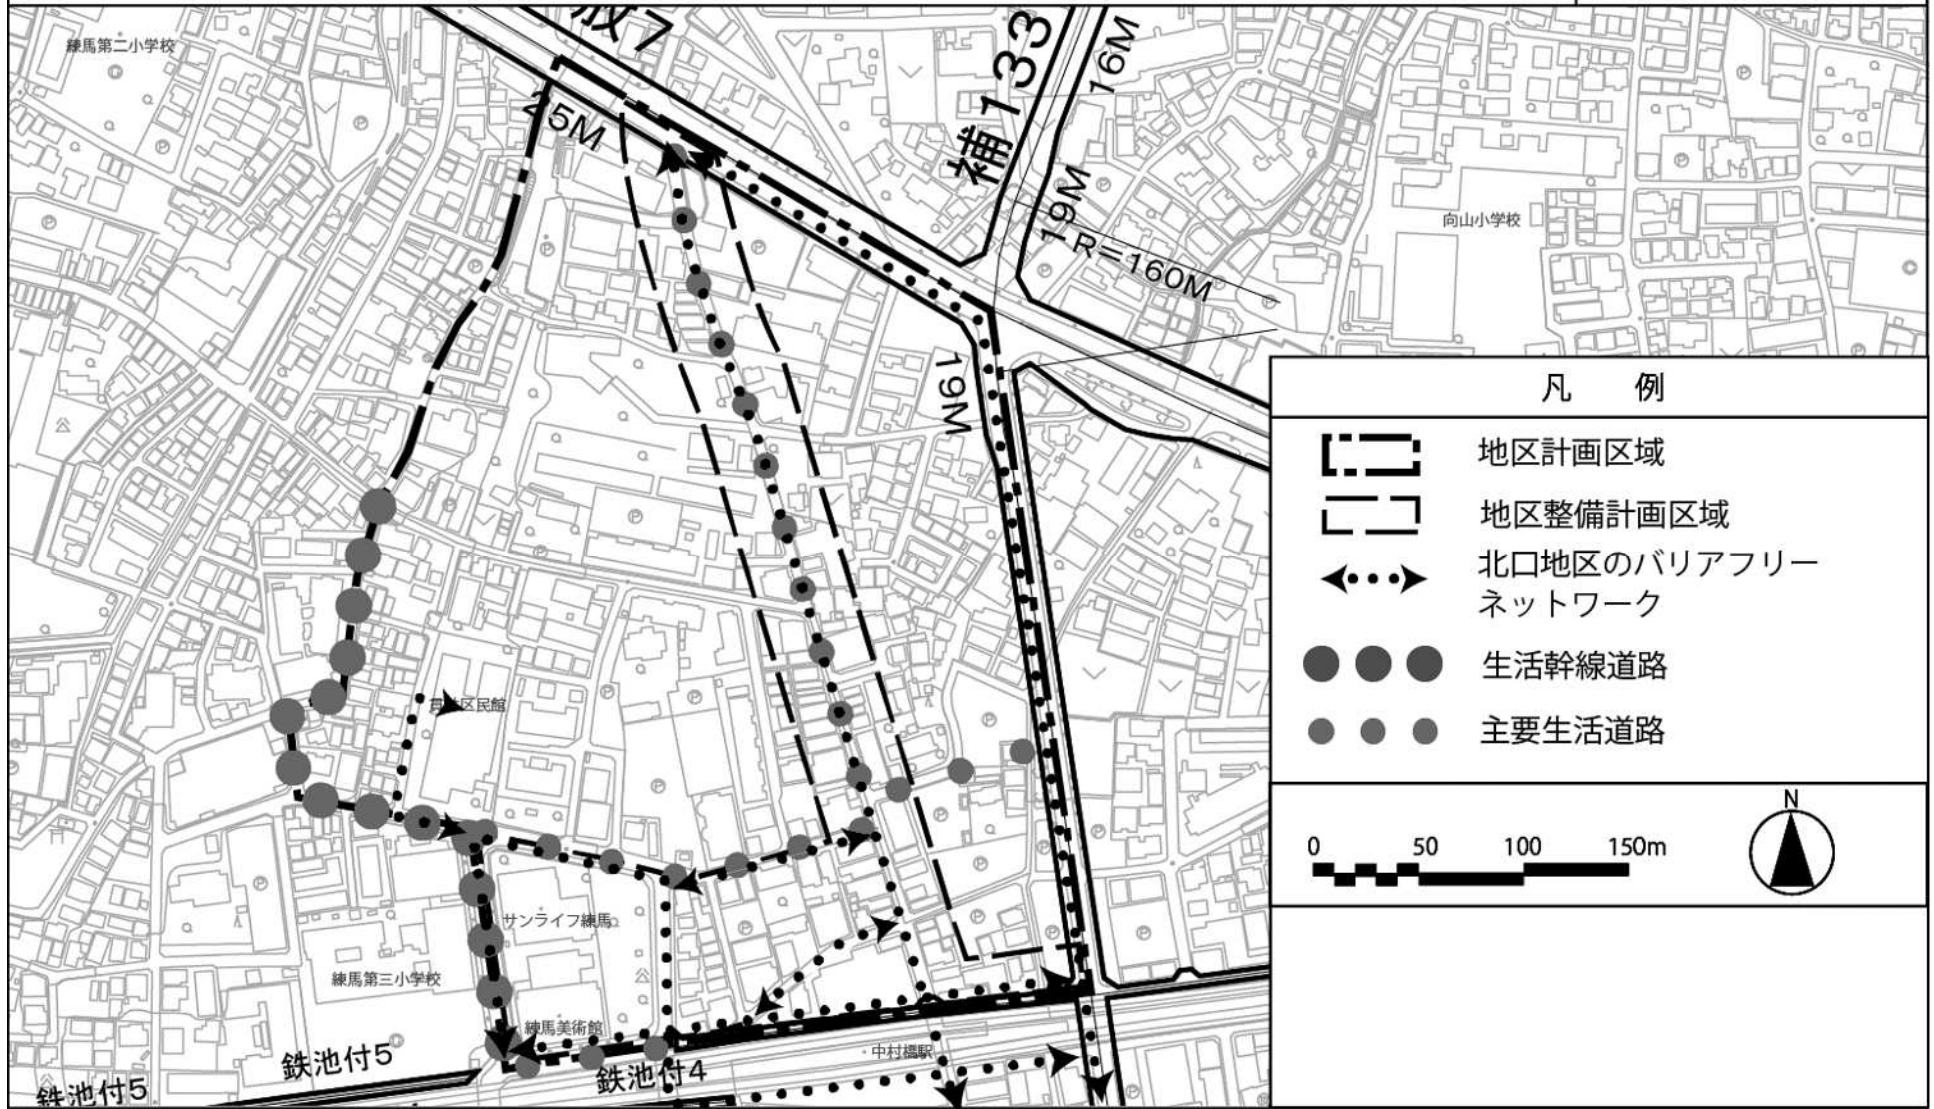 放7
補133
16M
練馬第二小学校
25M
19M
向山小学校
R=160M
19M
凡　例
地区計画区域
地区整備計画区域
北口地区のバリアフリー
ネットワーク
生活幹線道路
主要生活道路
N
0 50 100 150m
サンライフ練馬
練馬第三小学校
練馬美術館
中村橋駅
鉄池付5
鉄池付4
鉄池付5